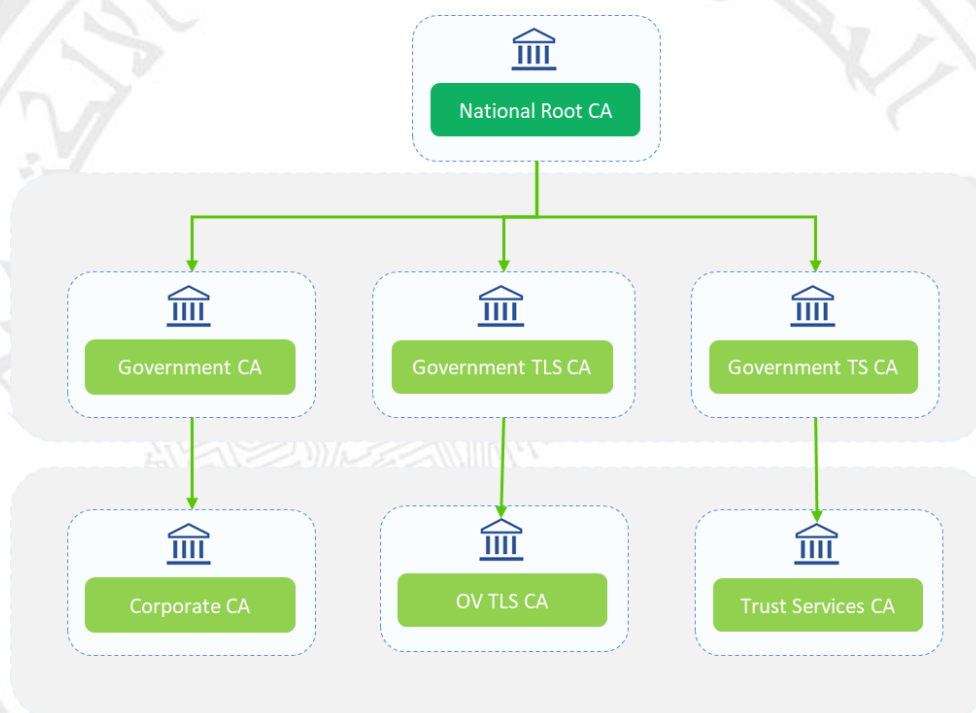 National Root CA
Government CA
Government TLS CA
Government TS CA
Corporate CA
OV TLS CA
Trust Services CA